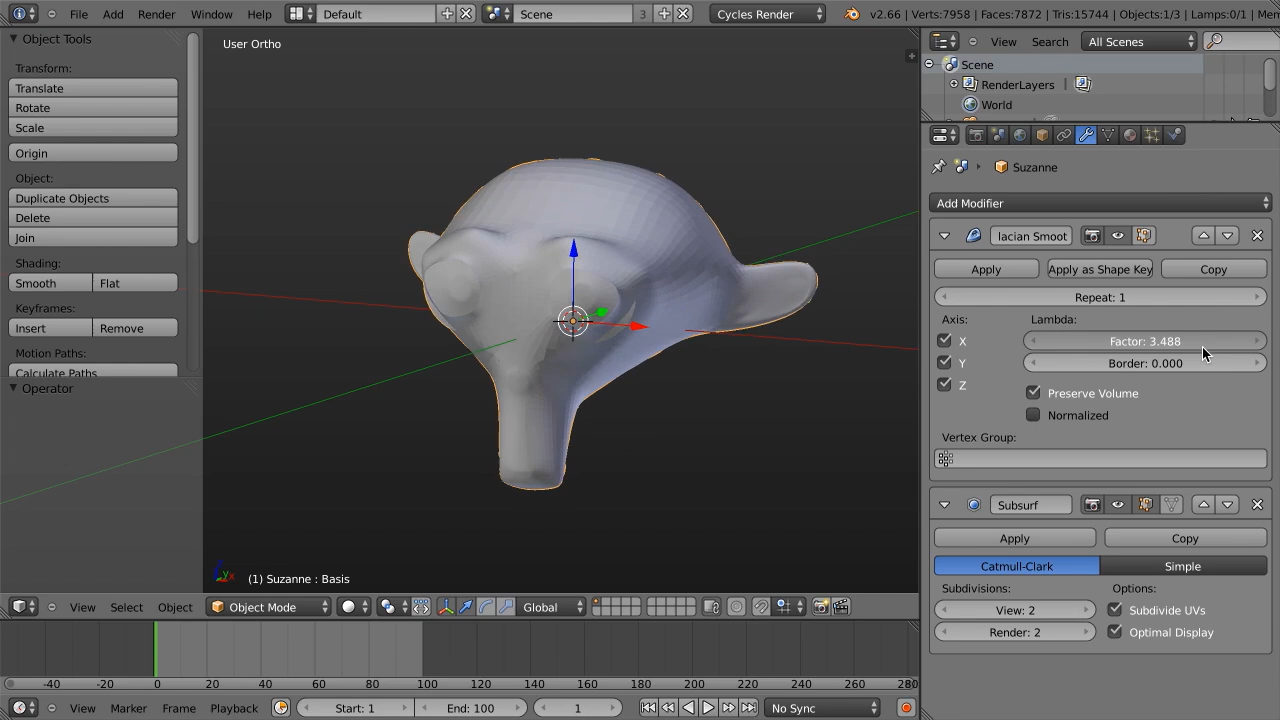 File Add Render Window Help Default Scene 3 Cycles Render v2.66 | Verts:7958 | Faces:7872 | Tris:15744 | Objects:1/3 | Lamps:0/1 |
Object Tools
Transform:
Translate
Rotate
Scale
Origin
Object:
Duplicate Objects
Delete
Join
Shading:
Smooth Flat
Keyframes:
Insert Remove
Motion Paths:
Calculate Paths
Operator
User Ortho
(1) Suzanne : Basis
View Select Object Object Mode Global
-40 -20 0 20 40 60 80 100 120 140 160 180 200 220 240 260 280
View Marker Frame Playback Start: 1 End: 100 1 No Sync
View Search All Scenes
Scene
RenderLayers |
World
Suzanne
Add Modifier
lacian Smoot
Apply Apply as Shape Key Copy
Repeat: 1
Axis: Lambda:
X Factor: 3.488
Y Border: 0.000
Z Preserve Volume
Normalized
Vertex Group:
Subsurf
Apply Copy
Catmull-Clark Simple
Subdivisions: Options:
View: 2 Subdivide UVs
Render: 2 Optimal Display